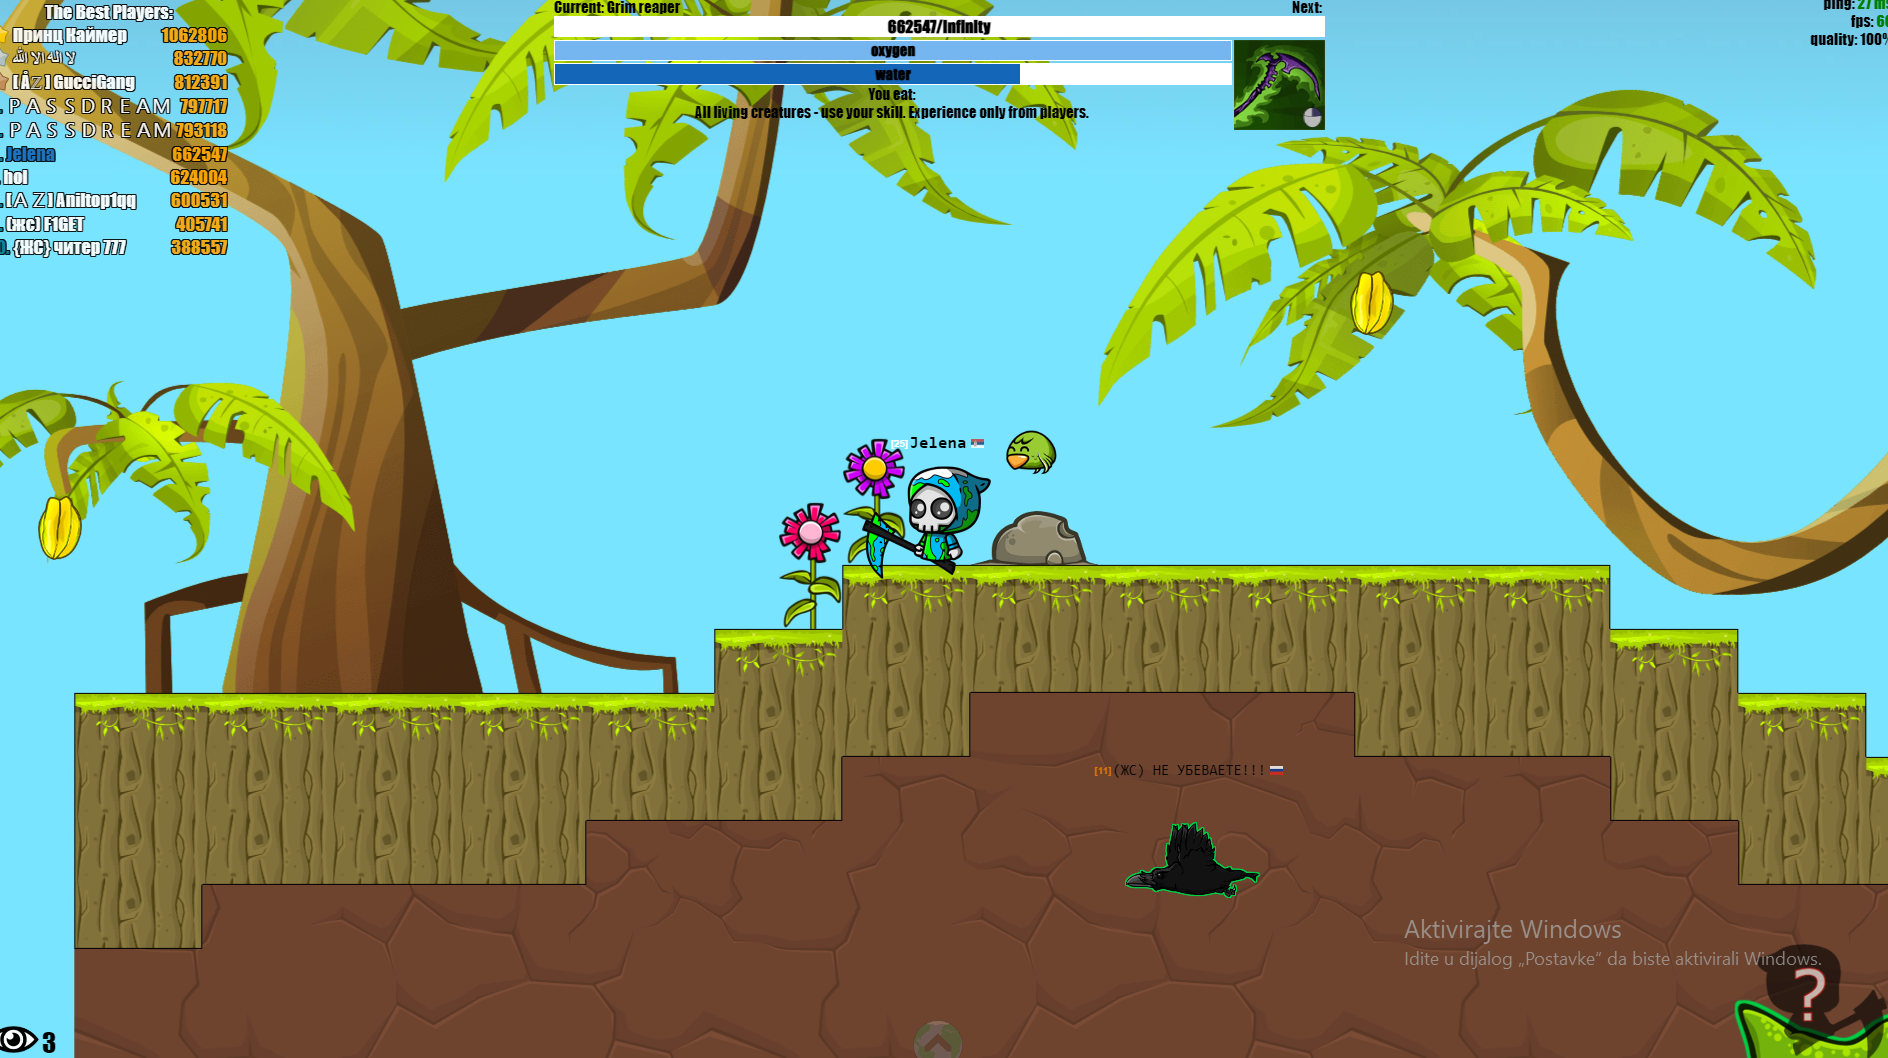 The Best Players:
Принц Каймер 1062806
832770
[ÅZ] GucciGang 812391
. P A S S D R E A M 797717
. P A S S D R E A M 793118
. Jelena 662547
. hol 624004
. [A Z] Aniltop1qq 600531
. (жс) F1GET 405741
. {ЖС} читер 777 388557
Current: Grim reaper
Next:
662547/Infinity
oxygen
water
You eat:
All living creatures - use your skill. Experience only from players.
ping: 27 ms
fps: 60
quality: 100%
[25] Jelena
[11] (ЖС) НЕ УБЕВАЕТЕ!!!
Aktivirajte Windows
Idite u dijalog „Postavke“ da biste aktivirali Windows.
?
3